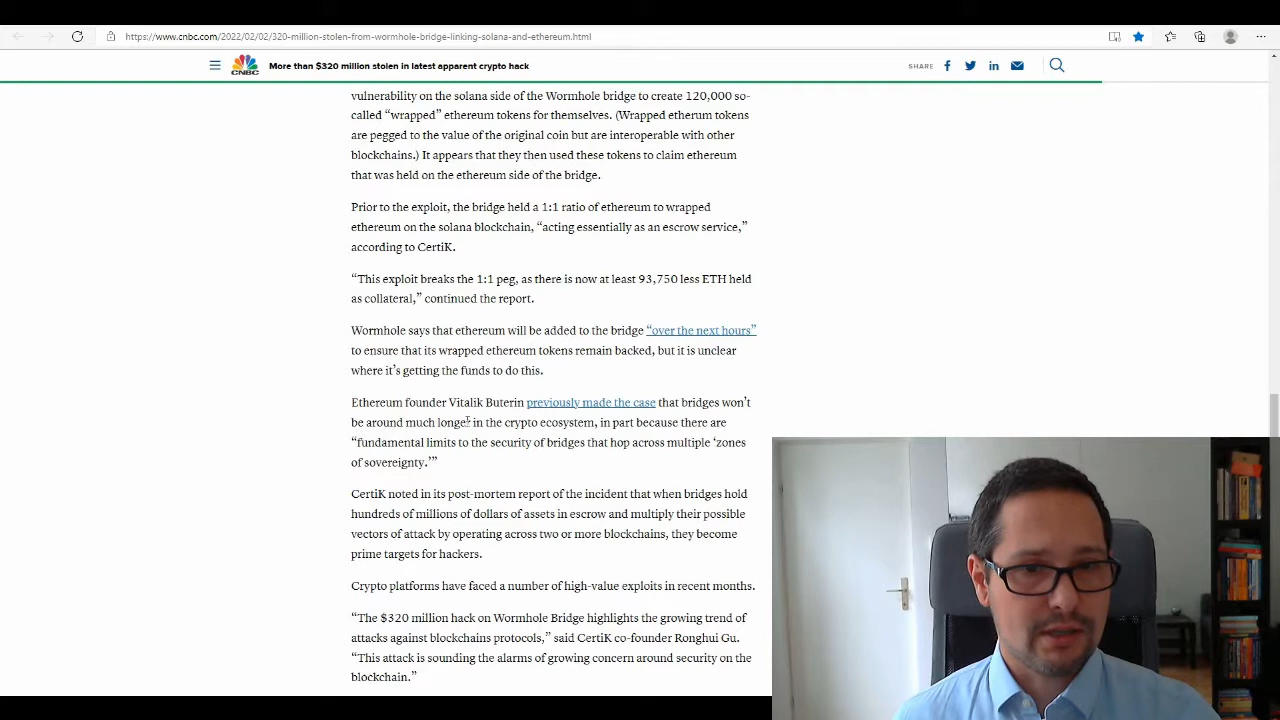 https://www.cnbc.com/2022/02/02/320-million-stolen-from-wormhole-bridge-linking-solana-and-ethereum.html
CNBC
More than $320 million stolen in latest apparent crypto hack
SHARE
vulnerability on the solana side of the Wormhole bridge to create 120,000 so-
called “wrapped” ethereum tokens for themselves. (Wrapped etherum tokens
are pegged to the value of the original coin but are interoperable with other
blockchains.) It appears that they then used these tokens to claim ethereum
that was held on the ethereum side of the bridge.
Prior to the exploit, the bridge held a 1:1 ratio of ethereum to wrapped
ethereum on the solana blockchain, “acting essentially as an escrow service,”
according to CertiK.
“This exploit breaks the 1:1 peg, as there is now at least 93,750 less ETH held
as collateral,” continued the report.
Wormhole says that ethereum will be added to the bridge “over the next hours”
to ensure that its wrapped ethereum tokens remain backed, but it is unclear
where it’s getting the funds to do this.
Ethereum founder Vitalik Buterin previously made the case that bridges won’t
be around much longer in the crypto ecosystem, in part because there are
“fundamental limits to the security of bridges that hop across multiple ‘zones
of sovereignty.’”
CertiK noted in its post-mortem report of the incident that when bridges hold
hundreds of millions of dollars of assets in escrow and multiply their possible
vectors of attack by operating across two or more blockchains, they become
prime targets for hackers.
Crypto platforms have faced a number of high-value exploits in recent months.
“The $320 million hack on Wormhole Bridge highlights the growing trend of
attacks against blockchains protocols,” said CertiK co-founder Ronghui Gu.
“This attack is sounding the alarms of growing concern around security on the
blockchain.”